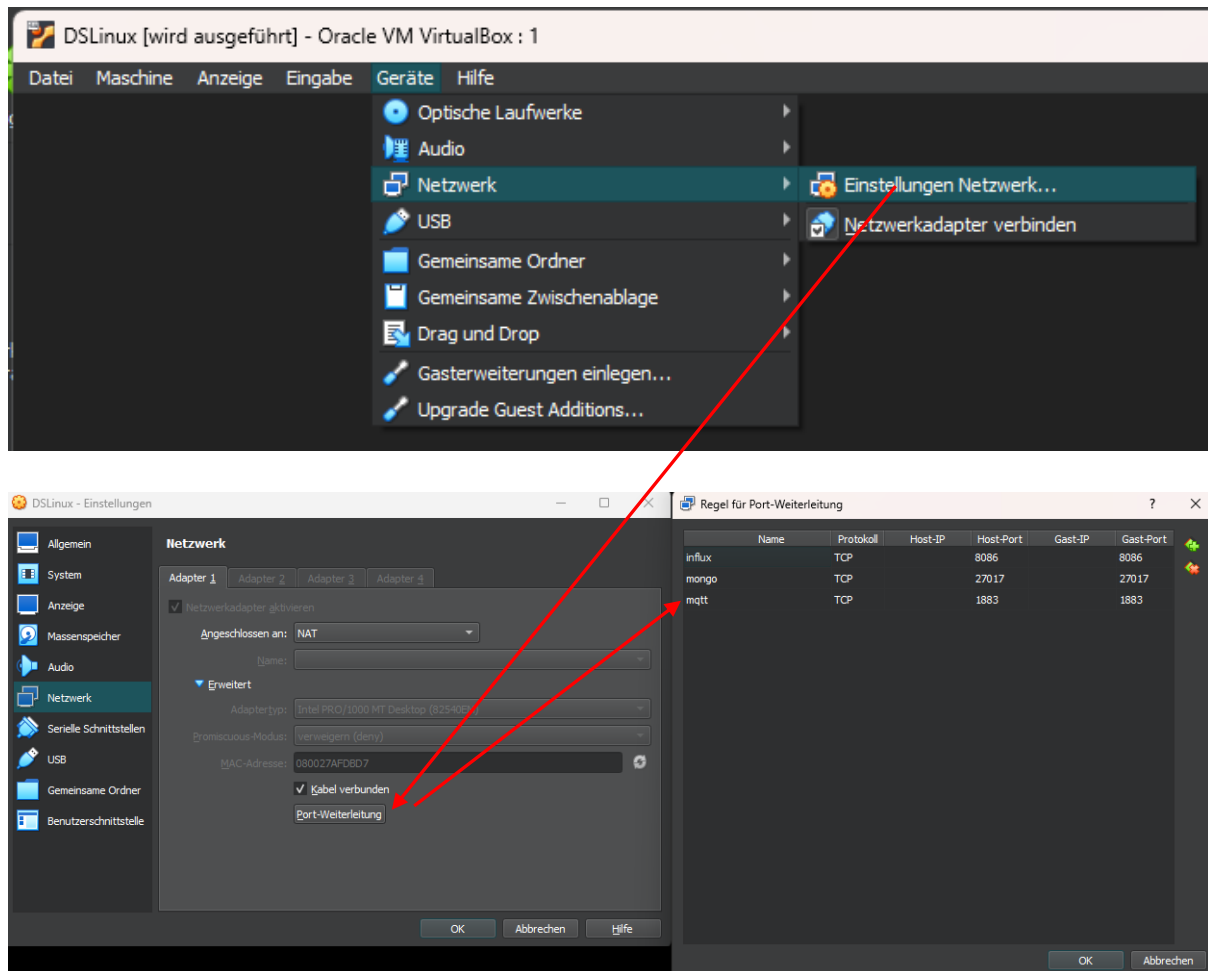 DSLinux [wird ausgeführt] - Oracle VM VirtualBox : 1
Datei Maschine Anzeige Eingabe Geräte Hilfe
Optische Laufwerke
Audio
Netzwerk
Einstellungen Netzwerk...
USB
Netzwerkadapter verbinden
Gemeinsame Ordner
Gemeinsame Zwischenablage
Drag und Drop
Gasterweiterungen einlegen...
Upgrade Guest Additions...
DSLinux - Einstellungen
Allgemein
System
Anzeige
Massenspeicher
Audio
Netzwerk
Serielle Schnittstellen
USB
Gemeinsame Ordner
Benutzerschnittstelle
Netzwerk
Adapter 1 Adapter 2 Adapter 3 Adapter 4
Netzwerkadapter aktivieren
Angeschlossen an: NAT
Name:
Erweitert
Adaptertyp: Intel PRO/1000 MT Desktop (82540EM)
Promiscuous-Modus: verweigern (deny)
MAC-Adresse: 080027AFD8D7
Kabel verbunden
Port-Weiterleitung
OK Abbrechen Hilfe
Regel für Port-Weiterleitung ?
Name Protokoll Host-IP Host-Port Gast-IP Gast-Port
influx TCP 8086 8086
mongo TCP 27017 27017
mqtt TCP 1883 1883
OK Abbrechen